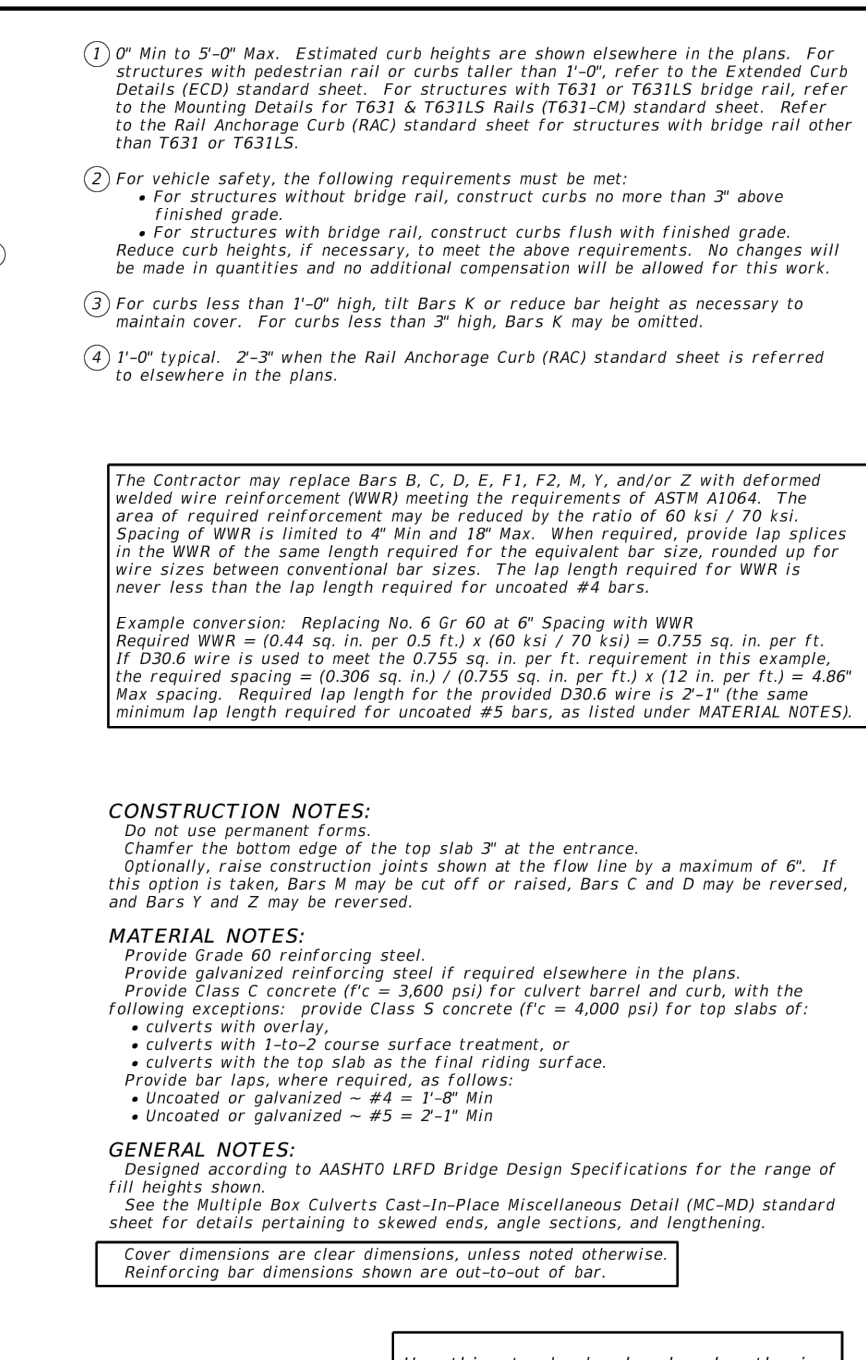 1 0" Min to 5'-0" Max. Estimated curb heights are shown elsewhere in the plans. For
structures with pedestrian rail or curbs taller than 1'-0", refer to the Extended Curb
Details (ECD) standard sheet. For structures with T631 or T631LS bridge rail, refer
to the Mounting Details for T631 & T631LS Rails (T631-CM) standard sheet. Refer
to the Rail Anchorage Curb (RAC) standard sheet for structures with bridge rail other
than T631 or T631LS.
2 For vehicle safety, the following requirements must be met:
• For structures without bridge rail, construct curbs no more than 3" above
finished grade.
• For structures with bridge rail, construct curbs flush with finished grade.
Reduce curb heights, if necessary, to meet the above requirements. No changes will
be made in quantities and no additional compensation will be allowed for this work.
3 For curbs less than 1'-0" high, tilt Bars K or reduce bar height as necessary to
maintain cover. For curbs less than 3" high, Bars K may be omitted.
4 1'-0" typical. 2'-3" when the Rail Anchorage Curb (RAC) standard sheet is referred
to elsewhere in the plans.
The Contractor may replace Bars B, C, D, E, F1, F2, M, Y, and/or Z with deformed
welded wire reinforcement (WWR) meeting the requirements of ASTM A1064. The
area of required reinforcement may be reduced by the ratio of 60 ksi / 70 ksi.
Spacing of WWR is limited to 4" Min and 18" Max. When required, provide lap splices
in the WWR of the same length required for the equivalent bar size, rounded up for
wire sizes between conventional bar sizes. The lap length required for WWR is
never less than the lap length required for uncoated #4 bars.
Example conversion: Replacing No. 6 Gr 60 at 6" Spacing with WWR
Required WWR = (0.44 sq. in. per 0.5 ft.) x (60 ksi / 70 ksi) = 0.755 sq. in. per ft.
If D30.6 wire is used to meet the 0.755 sq. in. per ft. requirement in this example,
the required spacing = (0.306 sq. in.) / (0.755 sq. in. per ft.) x (12 in. per ft.) = 4.86"
Max spacing. Required lap length for the provided D30.6 wire is 2'-1" (the same
minimum lap length required for uncoated #5 bars, as listed under MATERIAL NOTES).
CONSTRUCTION NOTES:
Do not use permanent forms.
Chamfer the bottom edge of the top slab 3" at the entrance.
Optionally, raise construction joints shown at the flow line by a maximum of 6". If
this option is taken, Bars M may be cut off or raised, Bars C and D may be reversed,
and Bars Y and Z may be reversed.
MATERIAL NOTES:
Provide Grade 60 reinforcing steel.
Provide galvanized reinforcing steel if required elsewhere in the plans.
Provide Class C concrete (f'c = 3,600 psi) for culvert barrel and curb, with the
following exceptions: provide Class S concrete (f'c = 4,000 psi) for top slabs of:
• culverts with overlay,
• culverts with 1-to-2 course surface treatment, or
• culverts with the top slab as the final riding surface.
Provide bar laps, where required, as follows:
• Uncoated or galvanized ~ #4 = 1'-8" Min
• Uncoated or galvanized ~ #5 = 2'-1" Min
GENERAL NOTES:
Designed according to AASHTO LRFD Bridge Design Specifications for the range of
fill heights shown.
See the Multiple Box Culverts Cast-In-Place Miscellaneous Detail (MC-MD) standard
sheet for details pertaining to skewed ends, angle sections, and lengthening.
Cover dimensions are clear dimensions, unless noted otherwise.
Reinforcing bar dimensions shown are out-to-out of bar.